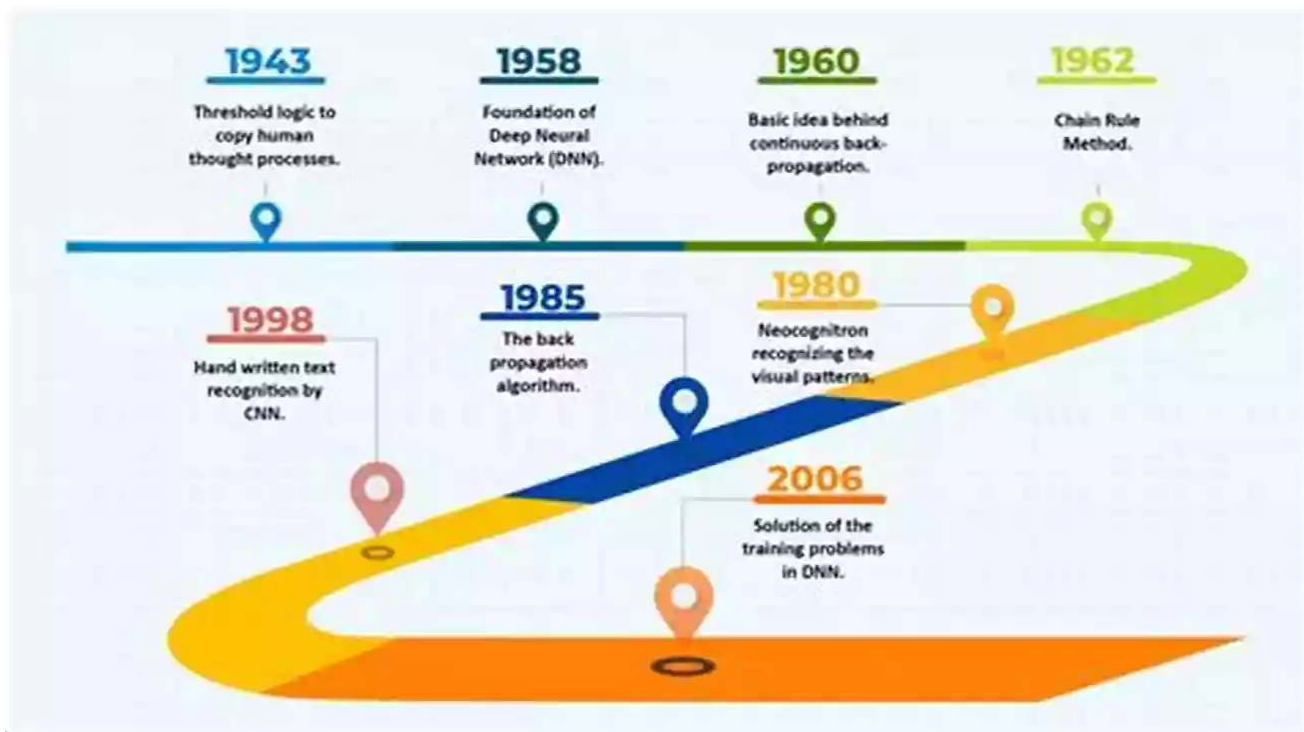 1943
Threshold logic to
copy human
thought processes.
1958
Foundation of
Deep Neural
Network (DNN).
1960
Basic idea behind
continuous back-
propagation.
1962
Chain Rule
Method.
1980
Neocognitron
recognizing the
visual patterns.
1985
The back
propagation
algorithm.
1998
Hand written text
recognition by
CNN.
2006
Solution of the
training problems
in DNN.